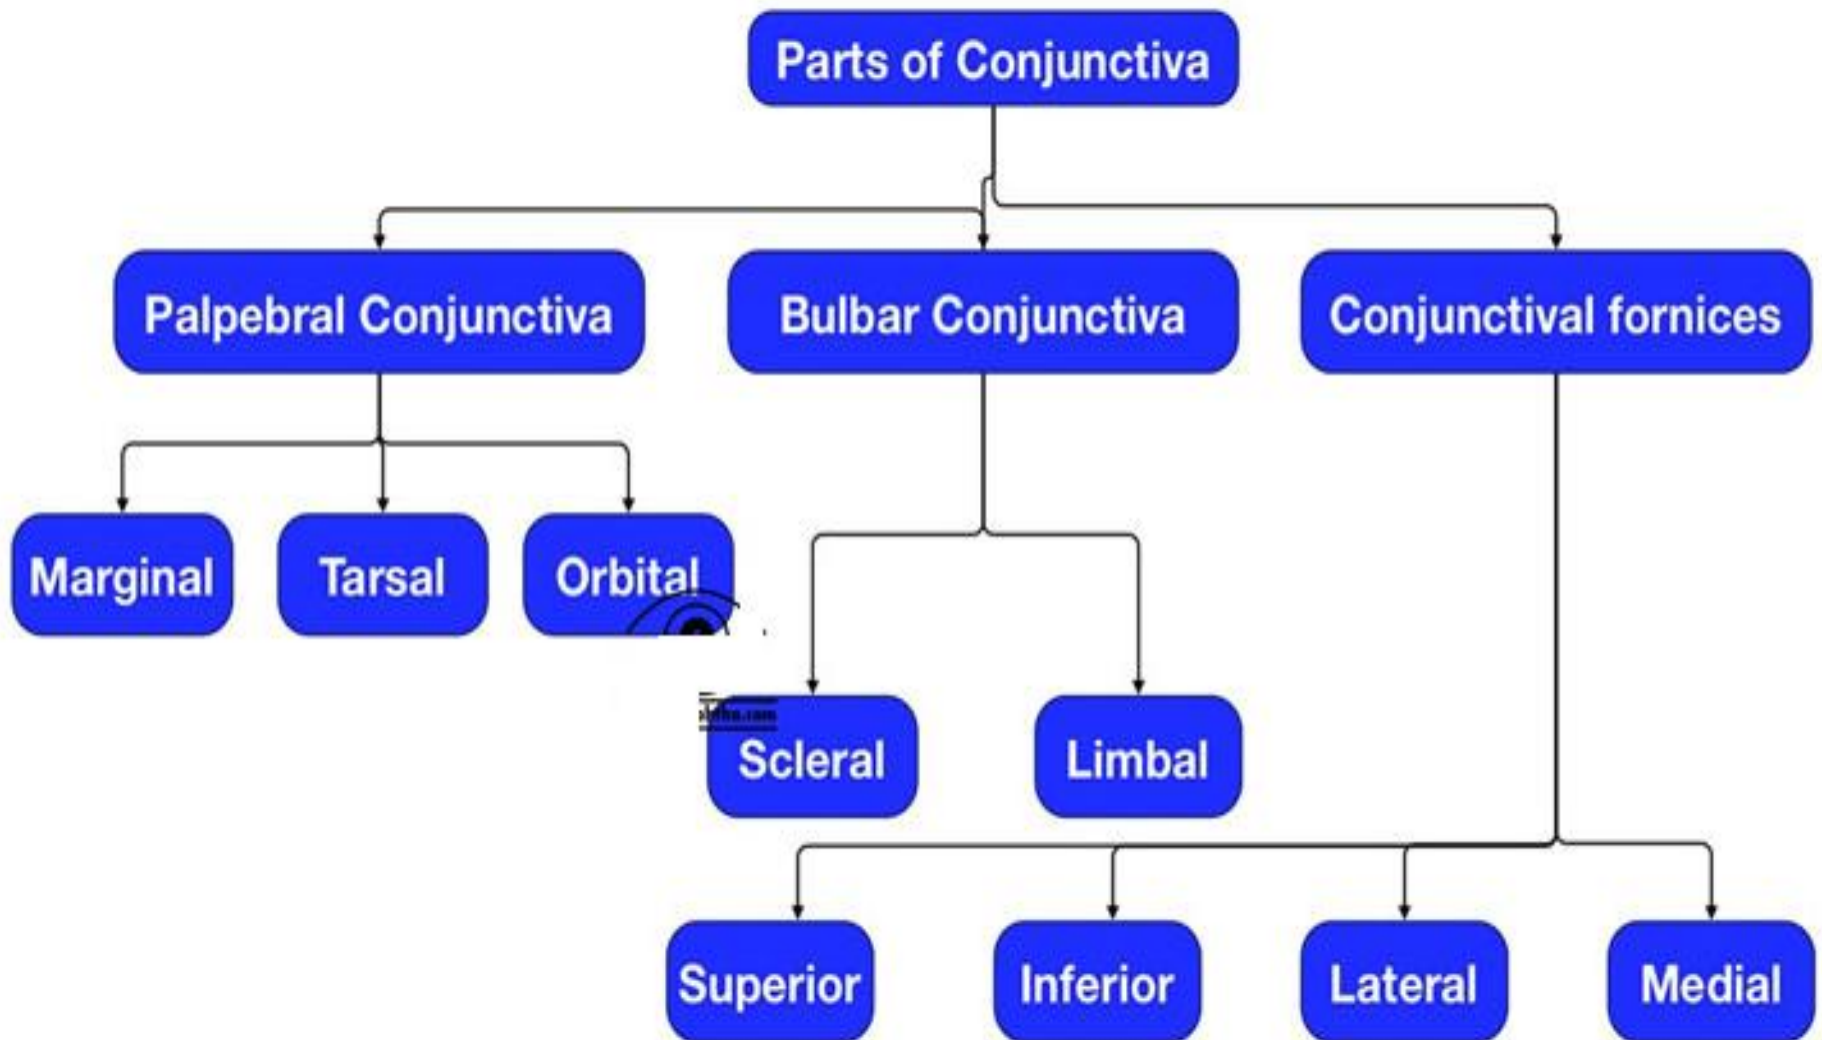 Parts of Conjunctiva
Palpebral Conjunctiva
Bulbar Conjunctiva
Conjunctival fornices
Marginal
Tarsal
Orbital
Scleral
Limbal
Superior
Inferior
Lateral
Medial